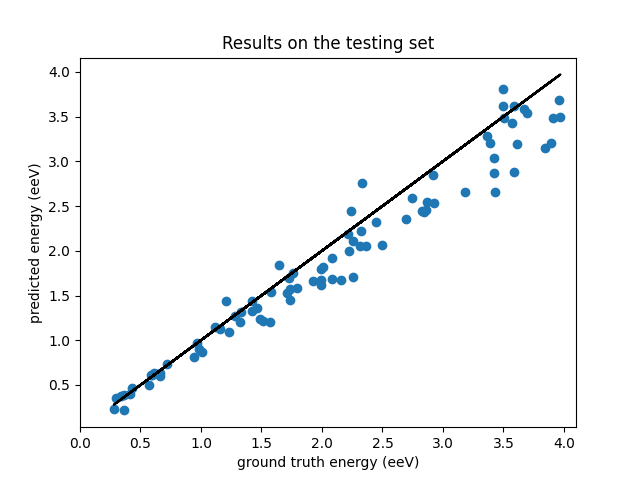 Results on the testing set
predicted energy (eeV)
4.0
3.5
3.0
2.5
2.0
1.5
1.0
0.5
0.0 0.5 1.0 1.5 2.0 2.5 3.0 3.5 4.0
ground truth energy (eeV)